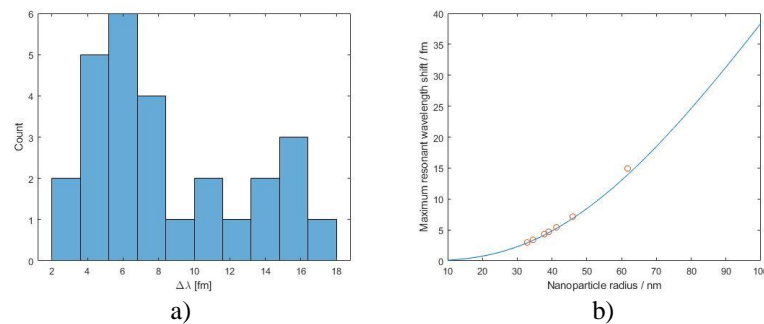 6
5
4
3
2
1
0
Count
2 4 6 8 10 12 14 16 18
Δλ [fm]
a)
40
35
30
25
20
15
10
5
0
Maximum resonant wavelength shift / fm
10 20 30 40 50 60 70 80 90 100
Nanoparticle radius / nm
b)